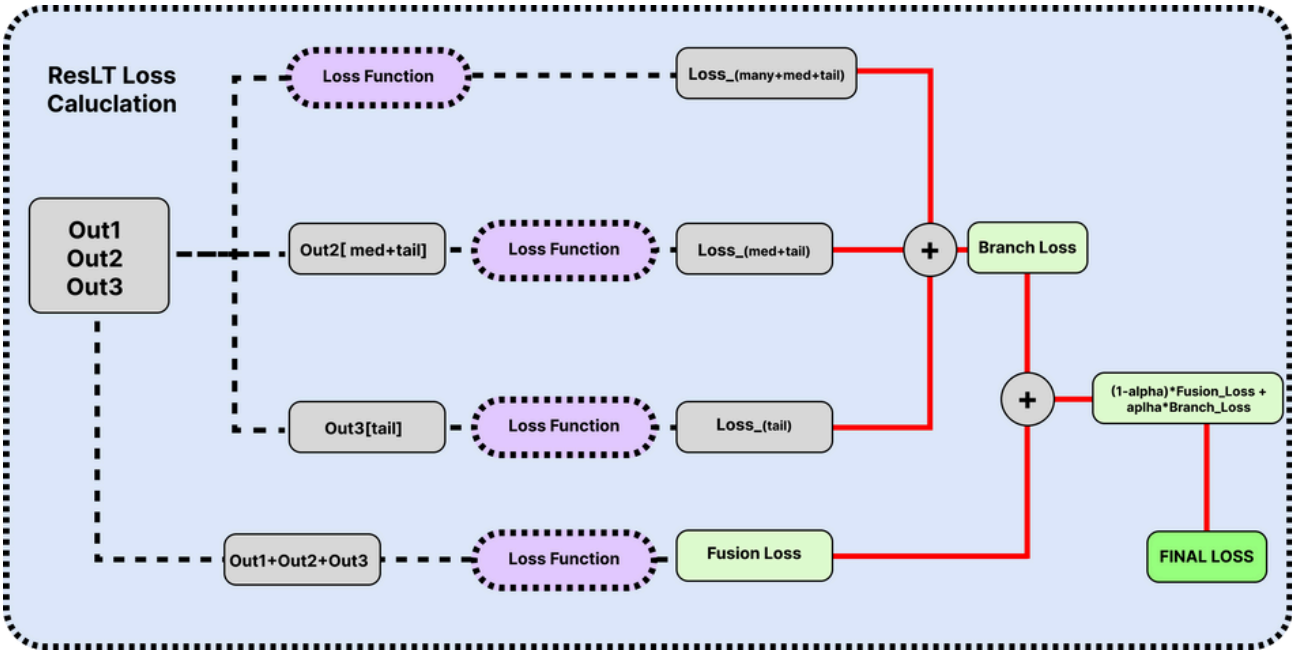 ResLT Loss
Caluclation
Loss Function
Loss_(many+med+tail)
Out1
Out2
Out3
Out2[ med+tail]
Loss Function
Loss_(med+tail)
+
Branch Loss
Out3[tail]
Loss Function
Loss_(tail)
+
(1-alpha)*Fusion_Loss +
aplha*Branch_Loss
Out1+Out2+Out3
Loss Function
Fusion Loss
FINAL LOSS